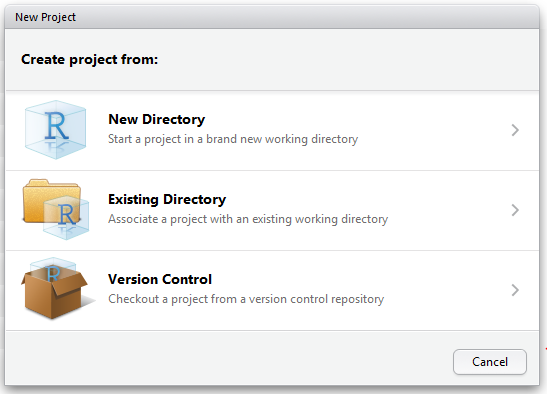 New Project
Create project from:
R
New Directory
Start a project in a brand new working directory
R
Existing Directory
Associate a project with an existing working directory
R
Version Control
Checkout a project from a version control repository
Cancel